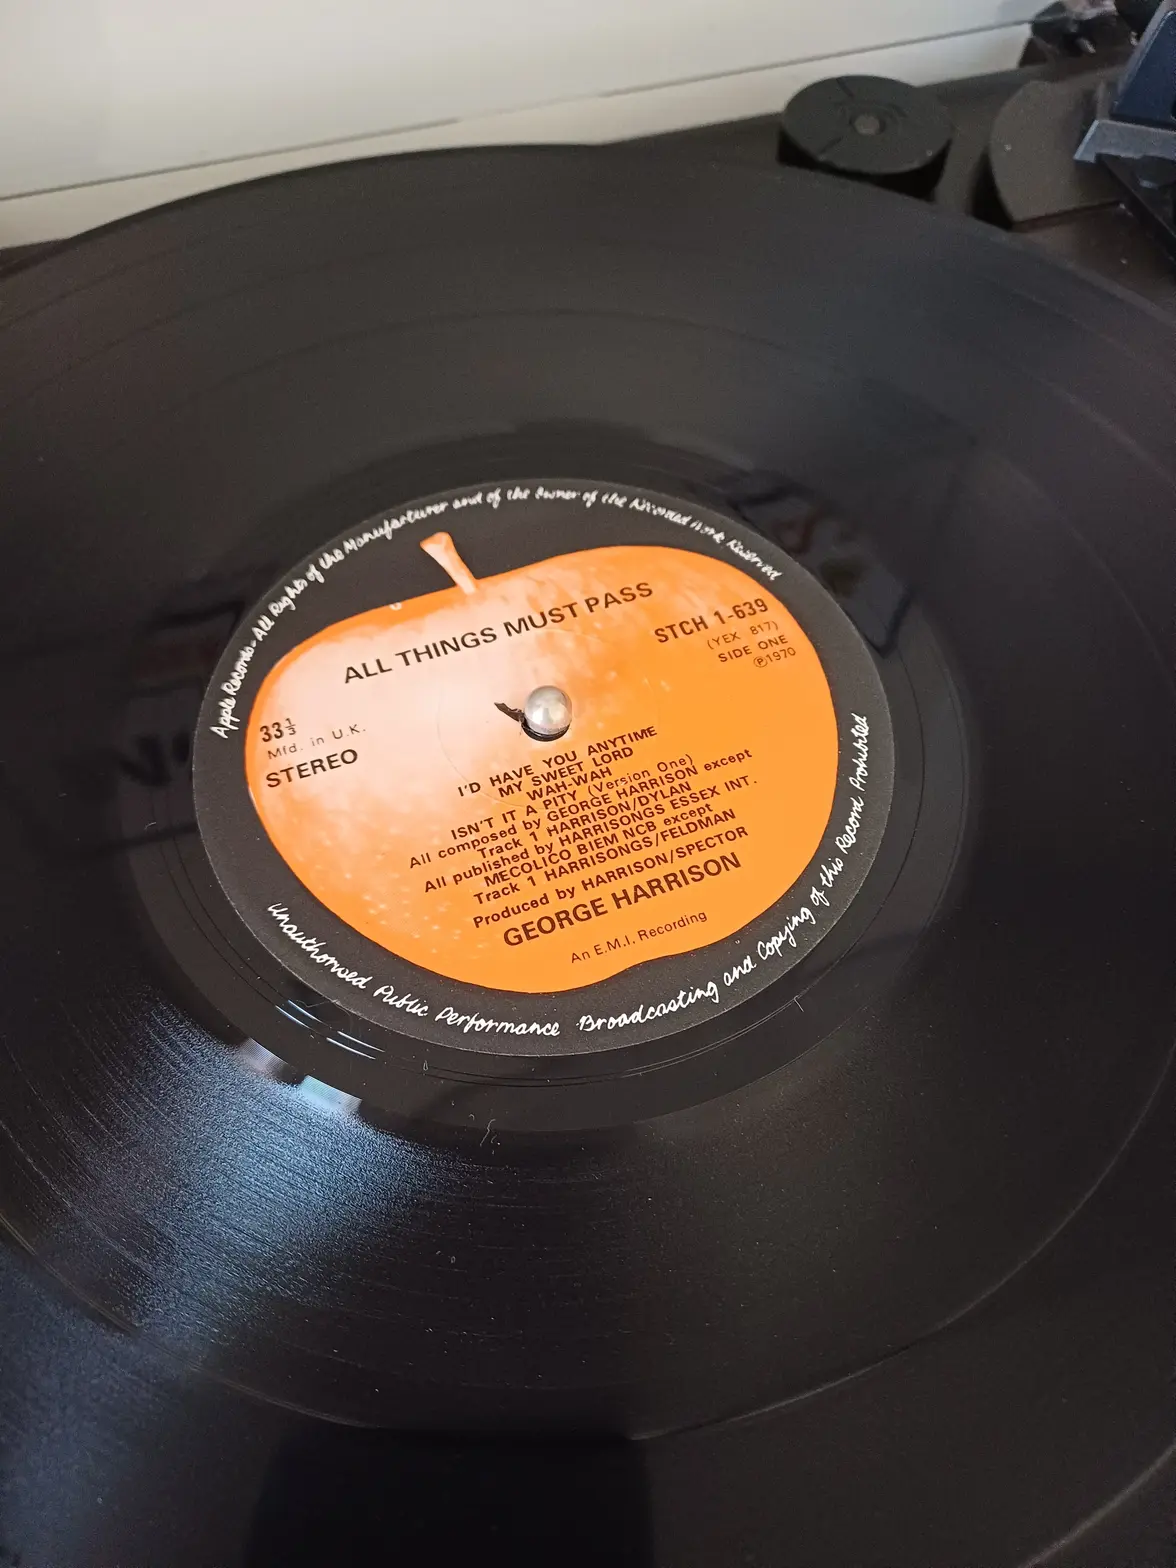 Apple Records. All Rights of the Manufacturer and of the Owner of the Recorded Work Reserved
ALL THINGS MUST PASS
STCH 1-639
(YEX 817)
SIDE ONE
℗1970
33⅓
Mfd. in U.K.
STEREO
I'D HAVE YOU ANYTIME
MY SWEET LORD
WAH-WAH
ISN'T IT A PITY (Version One)
All composed by GEORGE HARRISON except
Track 1 HARRISON/DYLAN
All published by HARRISONGS ESSEX INT.
MECOLICO BIEM NCB except
Track 1 HARRISONGS/FELDMAN
Produced by HARRISON/SPECTOR
GEORGE HARRISON
An E.M.I. Recording
Unauthorised Public Performance Broadcasting and Copying of this Record Prohibited